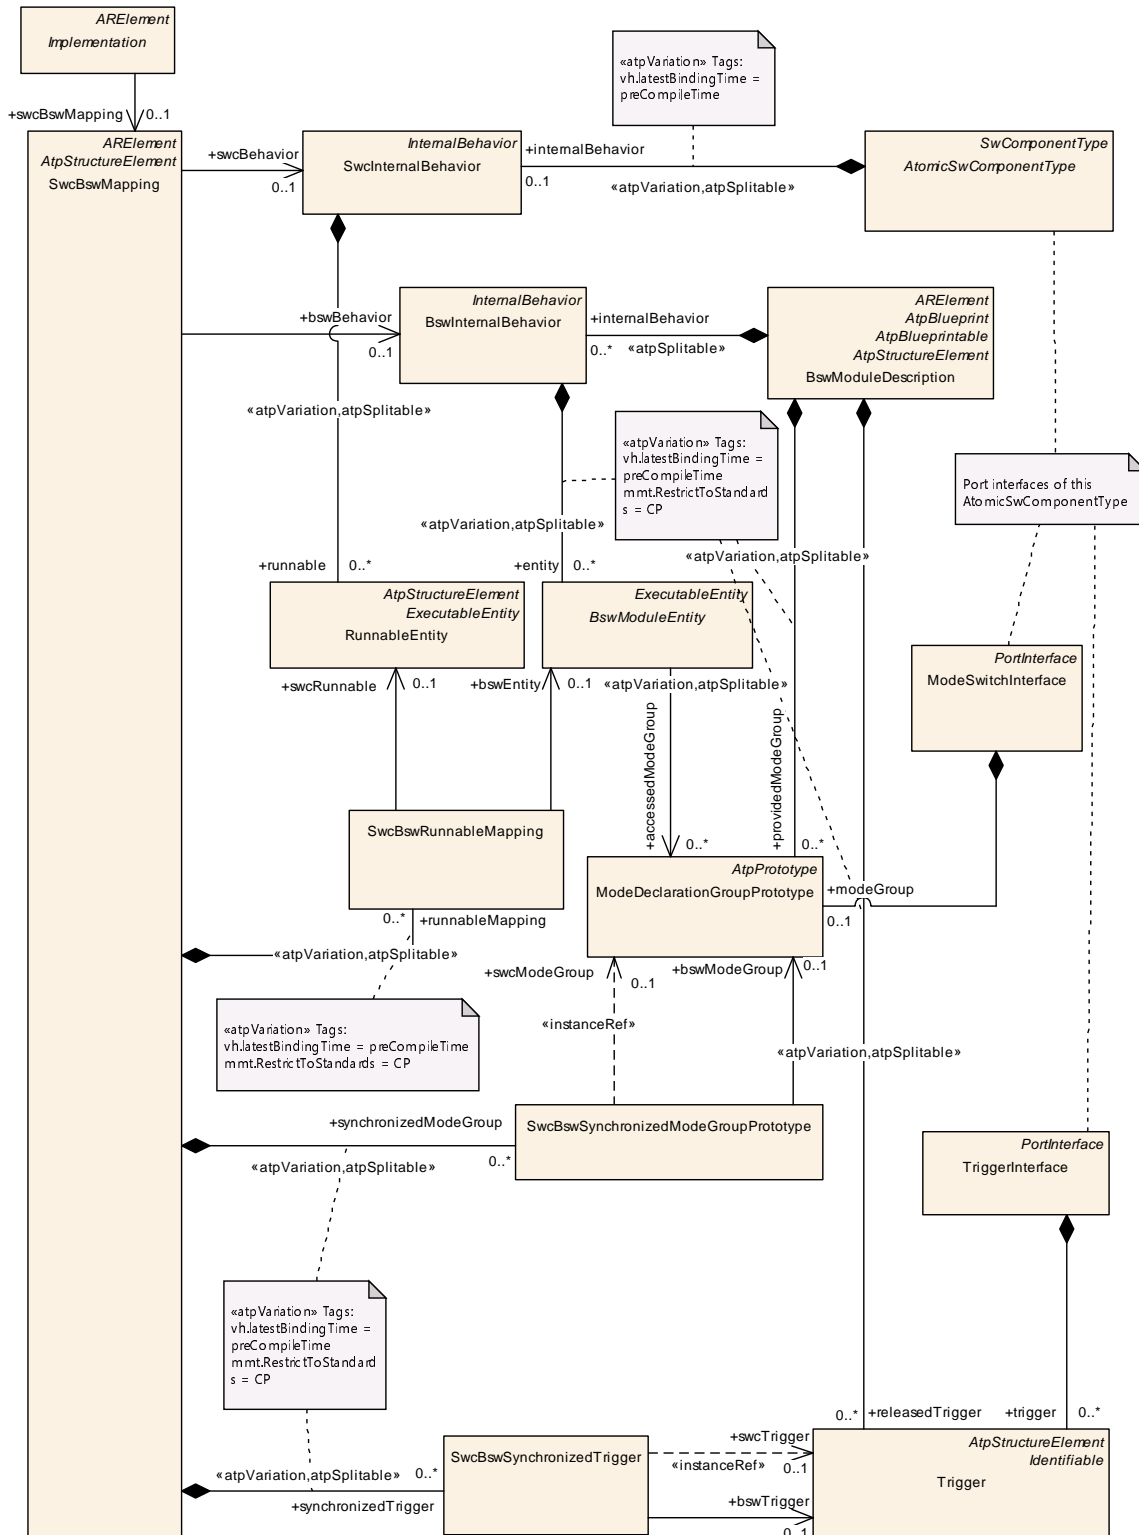 ARElement
Implementation
+swcBswMapping
0..1
ARElement
AtpStructureElement
SwcBswMapping
+swcBehavior
0..1
InternalBehavior
SwcInternalBehavior
+internalBehavior
0..1
«atpVariation,atpSplitable»
«atpVariation» Tags:
vh.latestBindingTime =
preCompileTime
SwComponentType
AtomicSwComponentType
+bswBehavior
0..1
InternalBehavior
BswInternalBehavior
+internalBehavior
0..*
«atpSplitable»
ARElement
AtpBlueprint
AtpBlueprintable
AtpStructureElement
BswModuleDescription
«atpVariation,atpSplitable»
«atpVariation» Tags:
vh.latestBindingTime =
preCompileTime
mmt.RestrictToStandard
s = CP
Port interfaces of this
AtomicSwComponentType
«atpVariation,atpSplitable»
«atpVariation,atpSplitable»
+runnable
0..*
+entity
0..*
AtpStructureElement
ExecutableEntity
RunnableEntity
ExecutableEntity
BswModuleEntity
PortInterface
ModeSwitchInterface
+swcRunnable
0..1
+bswEntity
0..1
«atpVariation,atpSplitable»
+accessedModeGroup
0..*
+providedModeGroup
0..*
SwcBswRunnableMapping
AtpPrototype
ModeDeclarationGroupPrototype
+modeGroup
0..1
0..*
+runnableMapping
«atpVariation,atpSplitable»
+swcModeGroup
0..1
+bswModeGroup
0..1
«atpVariation» Tags:
vh.latestBindingTime = preCompileTime
mmt.RestrictToStandards = CP
«instanceRef»
«atpVariation,atpSplitable»
+synchronizedModeGroup
0..*
«atpVariation,atpSplitable»
SwcBswSynchronizedModeGroupPrototype
PortInterface
TriggerInterface
«atpVariation» Tags:
vh.latestBindingTime =
preCompileTime
mmt.RestrictToStandard
s = CP
0..*
+releasedTrigger
+trigger
0..*
«atpVariation,atpSplitable»
0..*
+synchronizedTrigger
SwcBswSynchronizedTrigger
+swcTrigger
«instanceRef»
0..1
+bswTrigger
0..1
AtpStructureElement
Identifiable
Trigger